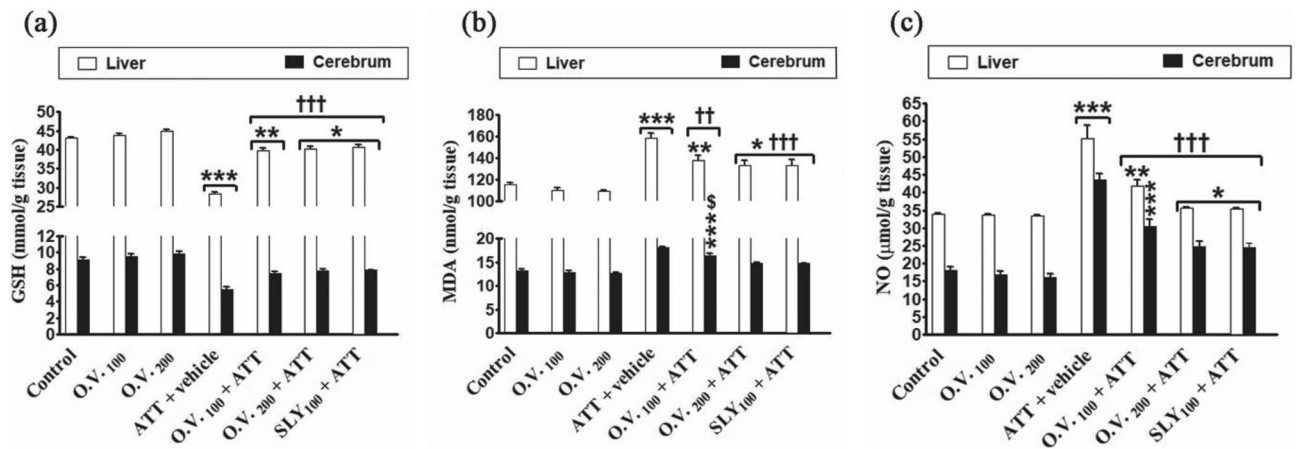 (a)
Liver Cerebrum
†††
**
*
***
GSH (mmol/g tissue)
50
45
40
35
30
25
12
10
8
6
4
2
0
Control
O.V. 100
O.V. 200
ATT + vehicle
O.V. 100 + ATT
O.V. 200 + ATT
SLY100 + ATT
(b)
Liver Cerebrum
***
††
**
* †††
$
***
MDA (nmol/g tissue)
180
160
140
120
100
20
15
10
5
0
Control
O.V. 100
O.V. 200
ATT + vehicle
O.V. 100 + ATT
O.V. 200 + ATT
SLY100 + ATT
(c)
Liver Cerebrum
***
†††
**
***
*
NO (μmol/g tissue)
65
60
55
50
45
40
35
30
25
20
15
10
5
0
Control
O.V. 100
O.V. 200
ATT + vehicle
O.V. 100 + ATT
O.V. 200 + ATT
SLY100 + ATT